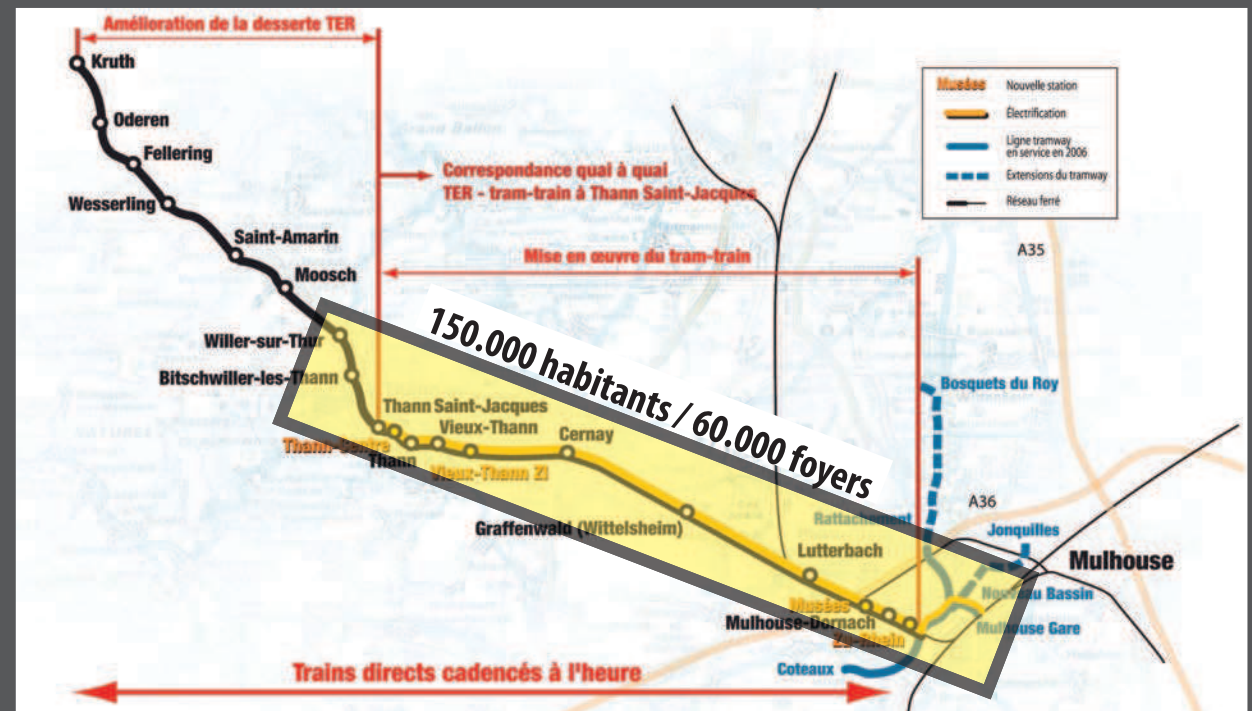 Amélioration de la desserte TER
Kruth
Oderen
Fellering
Wesserling
Saint-Amarin
Moosch
Willer-sur-Thur
Bitschwiller-les-Thann
Correspondance quai à quai
TER - tram-train à Thann Saint-Jacques
Mise en œuvre du tram-train
Musées Nouvelle station
Électrification
Ligne tramway
en service en 2006
Extensions du tramway
Réseau ferré
A35
150.000 habitants / 60.000 foyers
Thann Saint-Jacques
Vieux-Thann
Cernay
Thann-Centre
Thann
Vieux-Thann ZI
Graffenwald (Wittelsheim)
Bosquets du Roy
A36
Rattachement
Jonquilles
Lutterbach
Mulhouse
Musées
Nouveau Bassin
Mulhouse-Dornach
Mulhouse Gare
Zu-Rhein
Coteaux
Trains directs cadencés à l'heure